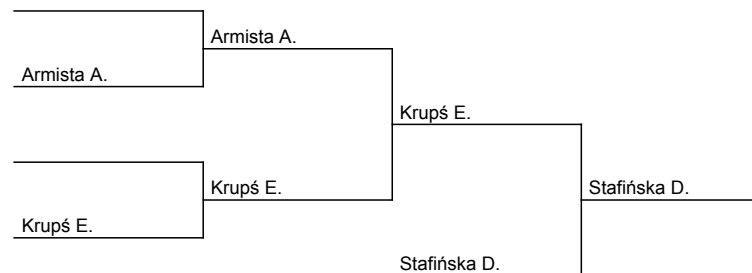 Armista A.
Armista A.
Krupś E.
Krupś E.
Stafińska D.
Krupś E.
Stafińska D.